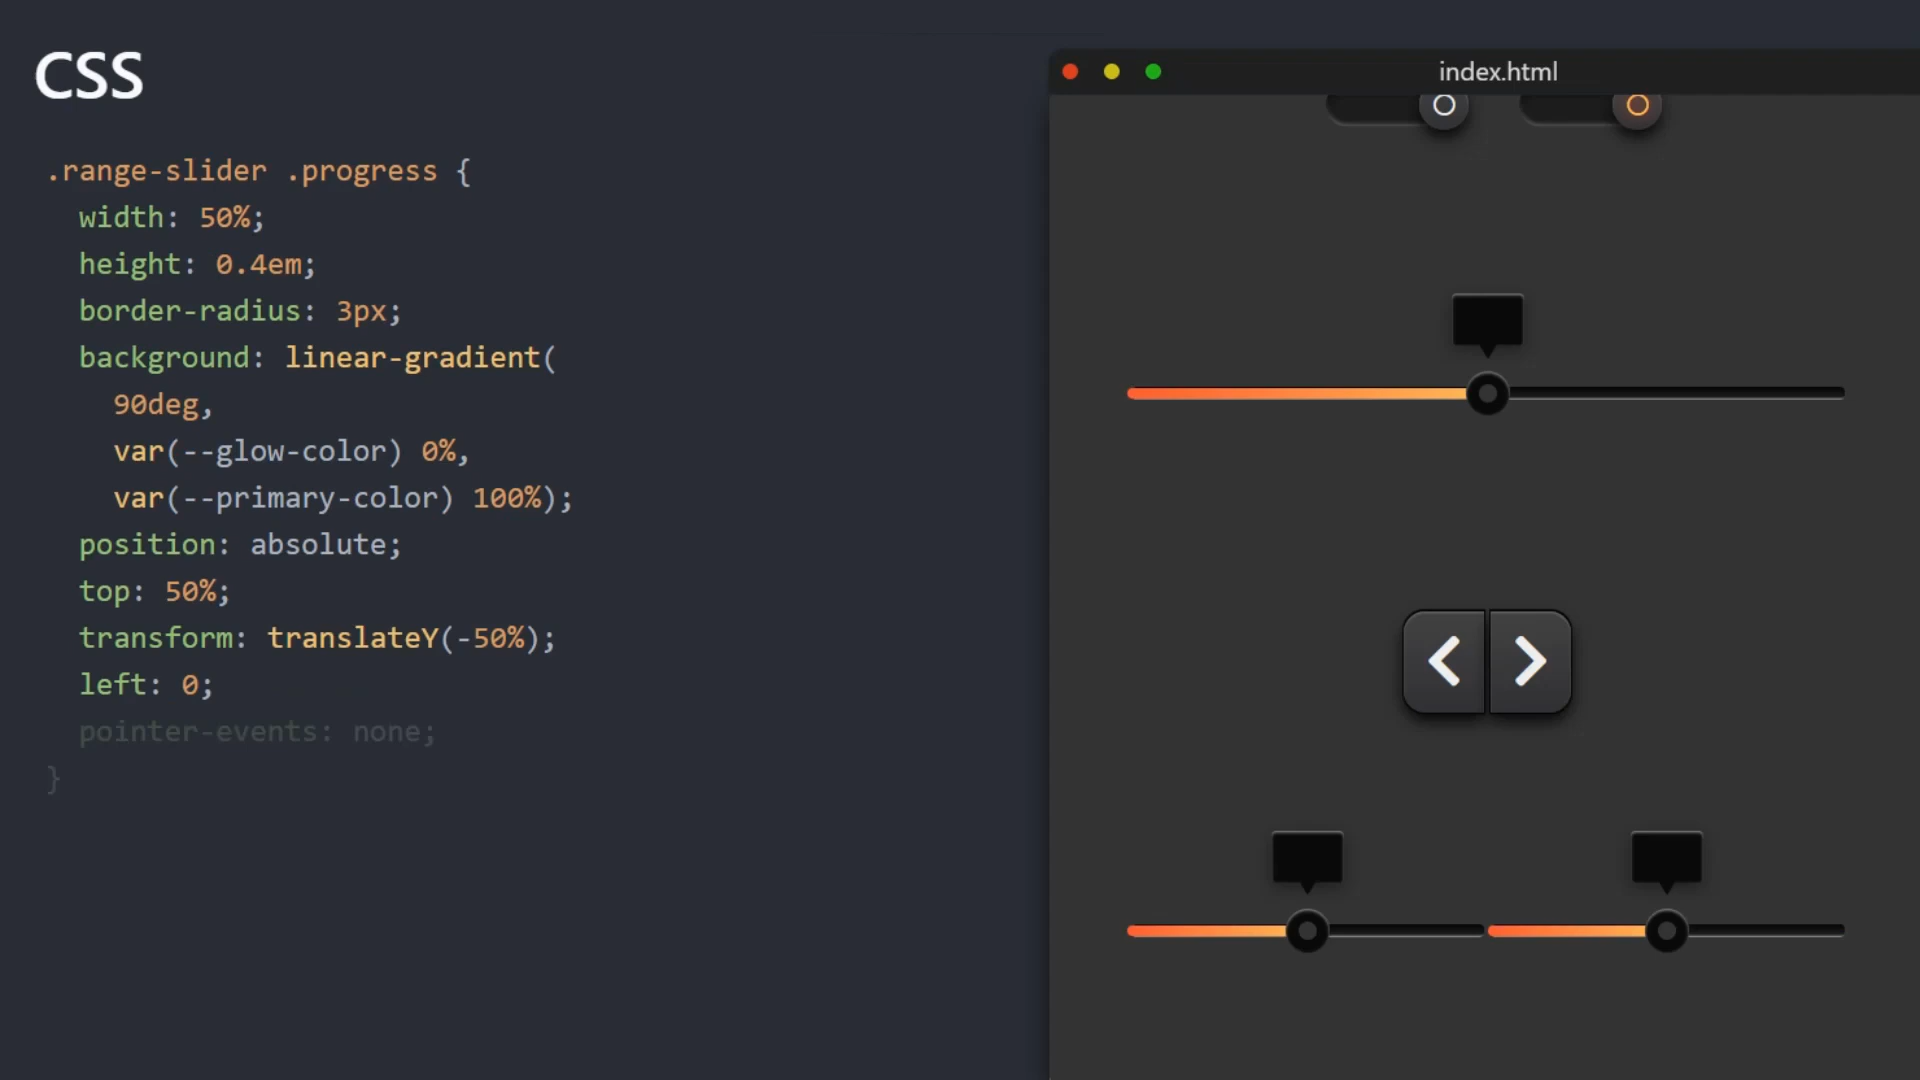 CSS
.range-slider .progress {
width: 50%;
height: 0.4em;
border-radius: 3px;
background: linear-gradient(
90deg,
var(--glow-color) 0%,
var(--primary-color) 100%);
position: absolute;
top: 50%;
transform: translateY(-50%);
left: 0;
pointer-events: none;
}
index.html